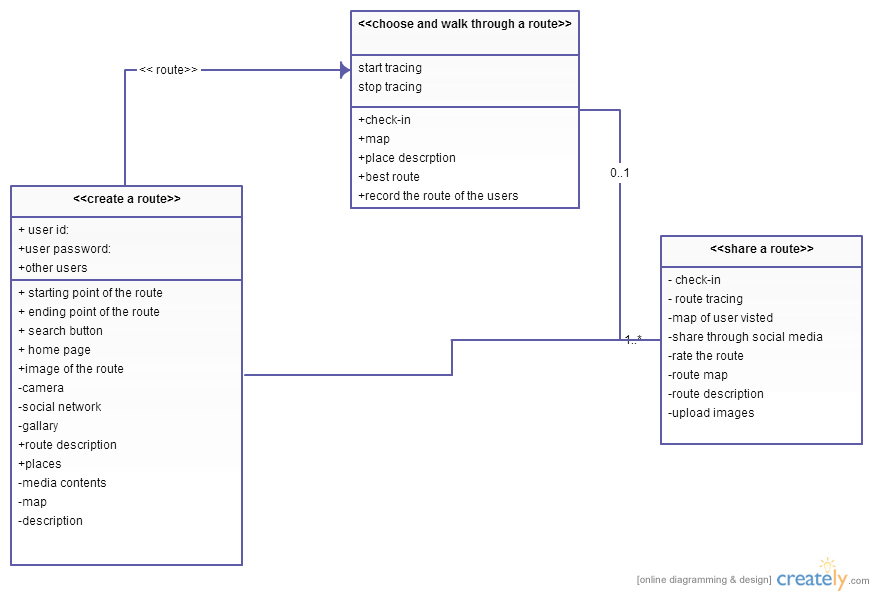 <<choose and walk through a route>>
start tracing
stop tracing
+check-in
+map
+place descrption
+best route
+record the route of the users
<< route>>
<<create a route>>
+ user id:
+user password:
+other users
+ starting point of the route
+ ending point of the route
+ search button
+ home page
+image of the route
-camera
-social network
-gallary
+route description
+places
-media contents
-map
-description
0..1
1..*
<<share a route>>
- check-in
- route tracing
-map of user visted
-share through social media
-rate the route
-route map
-route description
-upload images
[online diagramming & design] creately.com